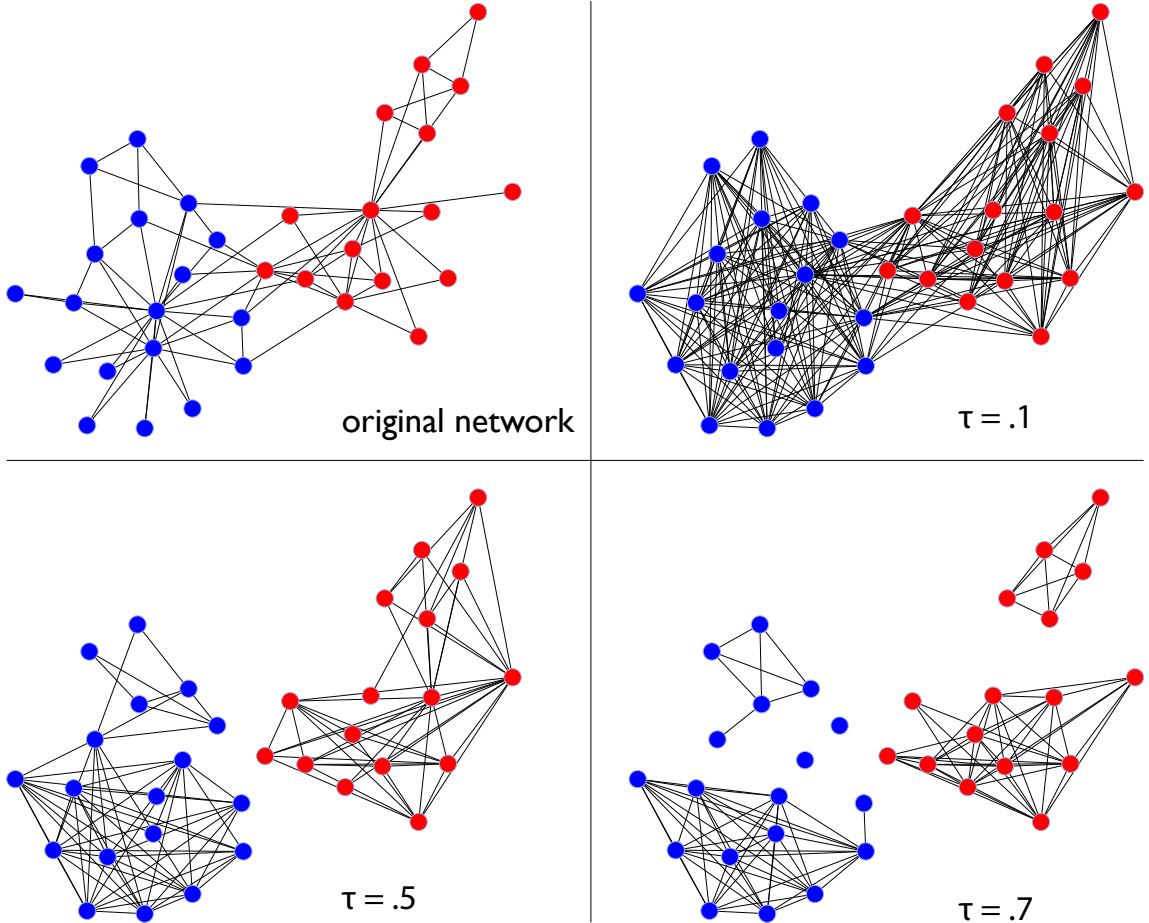 original network
τ = .1
τ = .5
τ = .7